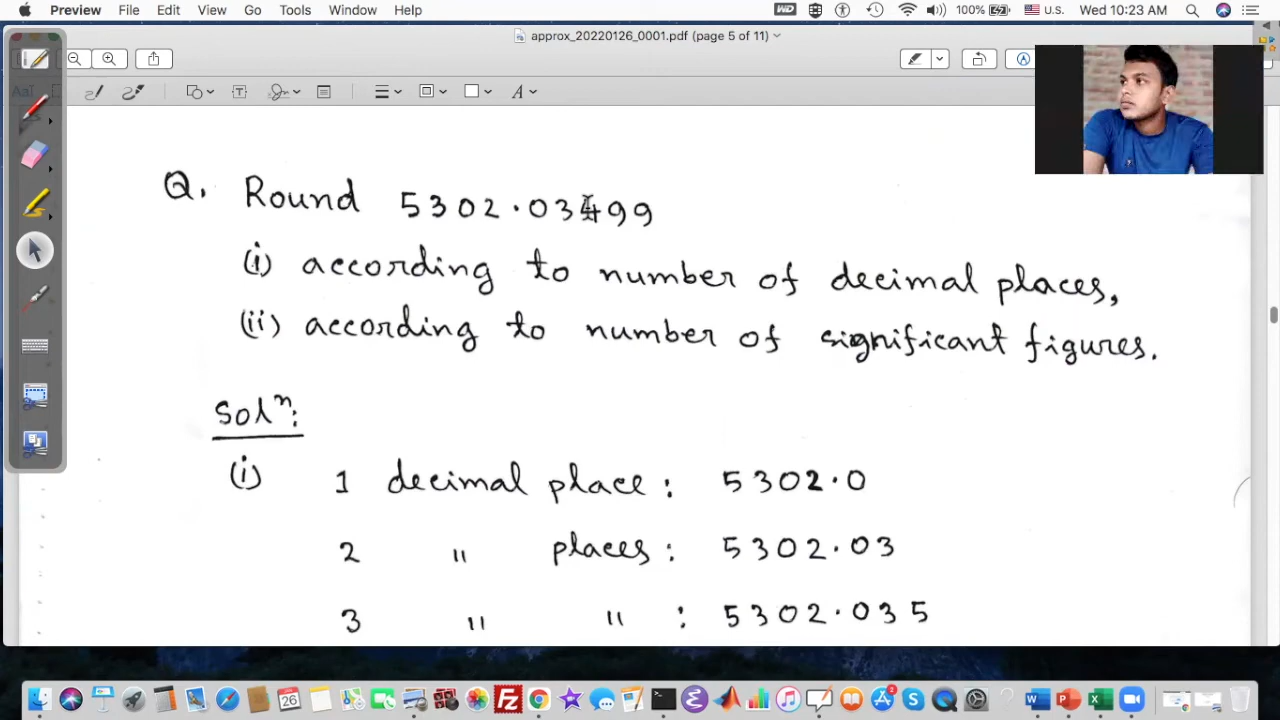 Preview File Edit View Go Tools Window Help 100% U.S. Wed 10:23 AM
approx_20220126_0001.pdf (page 5 of 11)
Q. Round 5302.03499
(i) according to number of decimal places,
(ii) according to number of significant figures.
Solⁿ:
(i) 1 decimal place : 5302.0
2 " places : 5302.03
3 " " : 5302.035